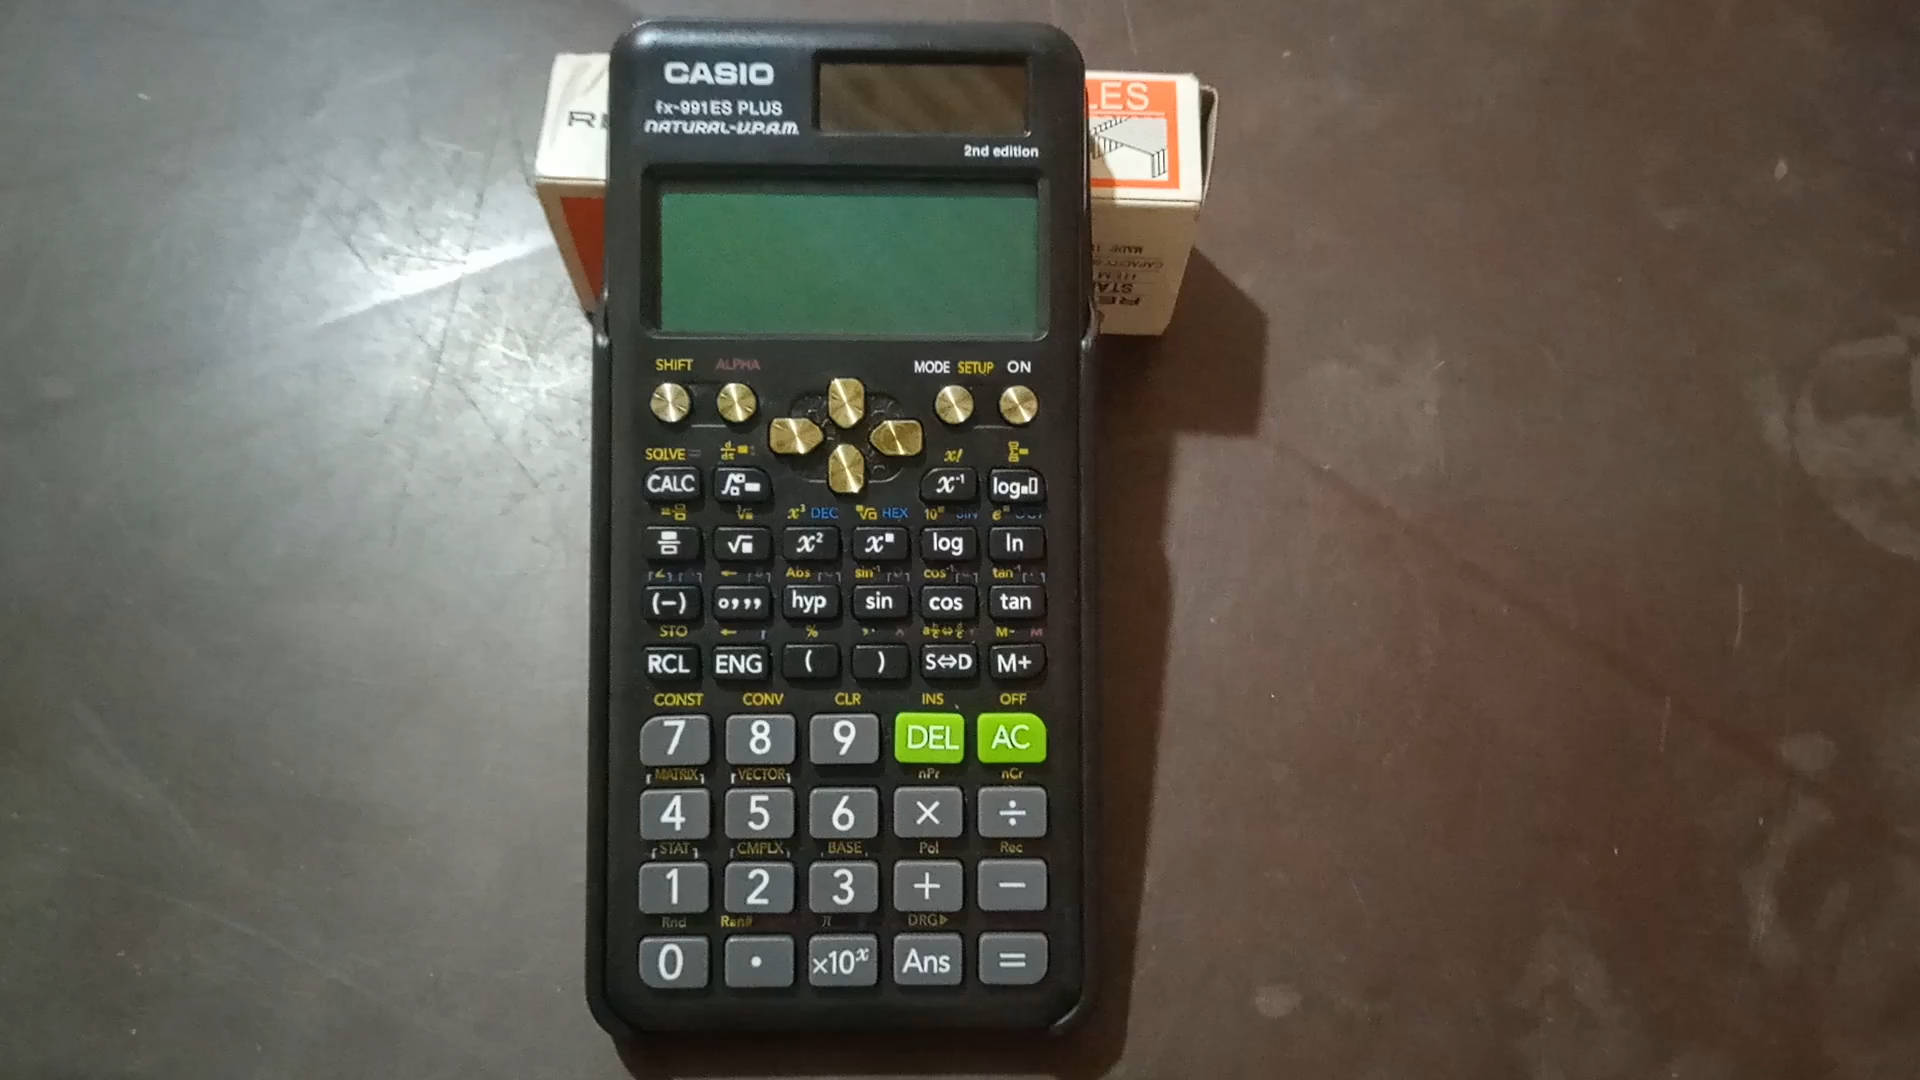 CASIO
fx-991ES PLUS
NATURAL-V.P.A.M.
2nd edition
LES
SHIFT ALPHA MODE SETUP ON
SOLVE = x!
CALC x⁻¹ log
x³ DEC HEX
x² x■ log ln
Abs sin⁻¹ cos⁻¹ tan⁻¹
(−) hyp sin cos tan
STO ← % M− M
RCL ENG ( ) S⇔D M+
CONST CONV CLR INS OFF
7 8 9 DEL AC
MATRIX VECTOR nPr nCr
4 5 6 × ÷
STAT CMPLX BASE Pol Rec
1 2 3 + −
Rnd Ran# π DRG▶
0 • ×10ˣ Ans =